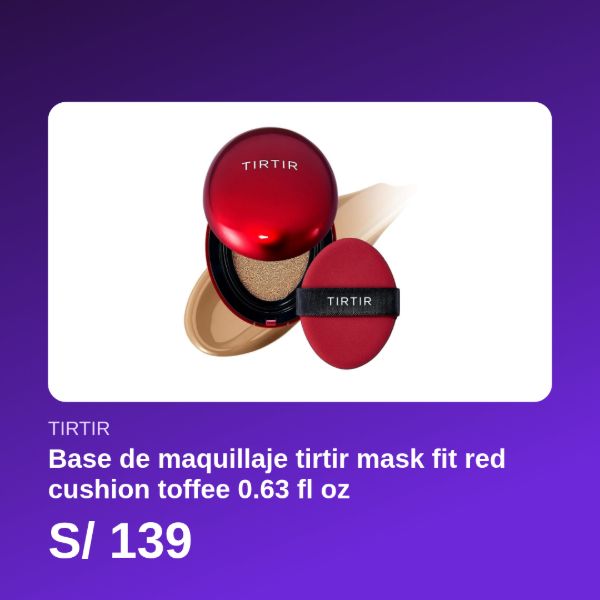 TIRTIR
TIRTIR
TIRTIR
Base de maquillaje tirtir mask fit red
cushion toffee 0.63 fl oz
S/ 139